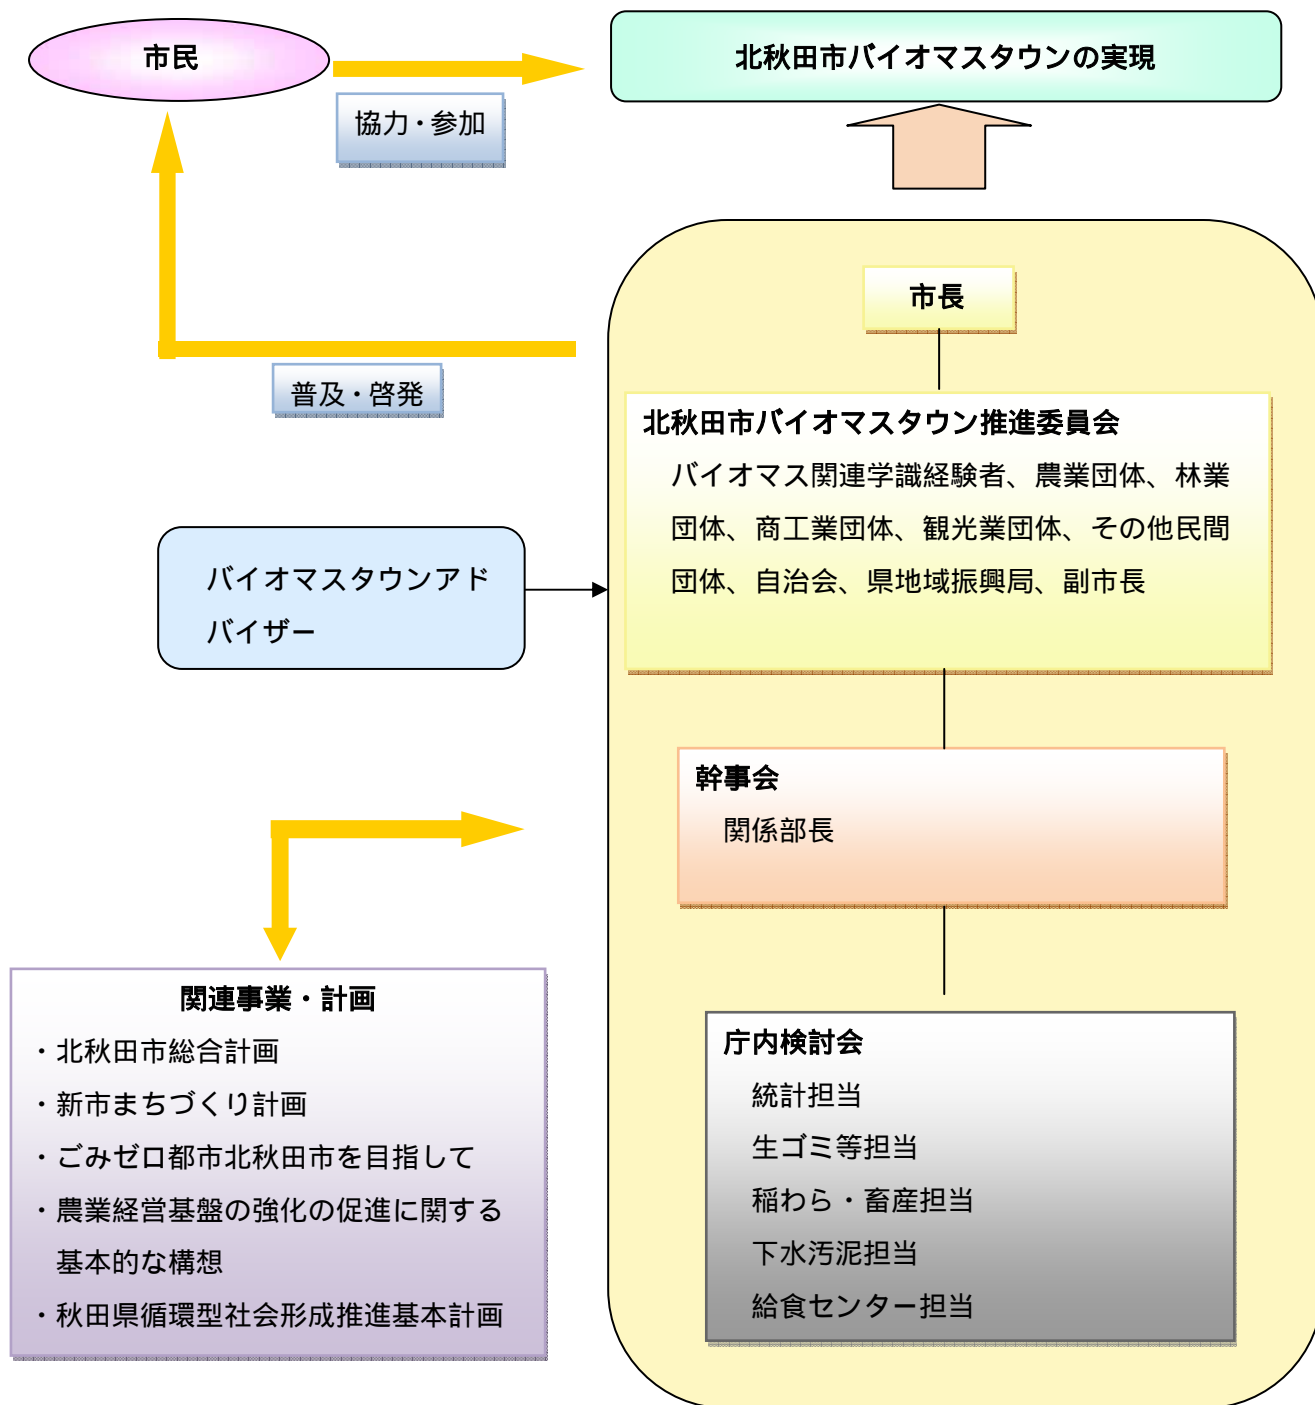 市民
北秋田市バイオマスタウンの実現
協力・参加
市長
普及・啓発
北秋田市バイオマスタウン推進委員会
バイオマス関連学識経験者、農業団体、林業
団体、商工業団体、観光業団体、その他民間
団体、自治会、県地域振興局、副市長
バイオマスタウンアド
バイザー
幹事会
関係部長
関連事業・計画
・北秋田市総合計画
・新市まちづくり計画
・ごみゼロ都市北秋田市を目指して
・農業経営基盤の強化の促進に関する
基本的な構想
・秋田県循環型社会形成推進基本計画
庁内検討会
統計担当
生ゴミ等担当
稲わら・畜産担当
下水汚泥担当
給食センター担当